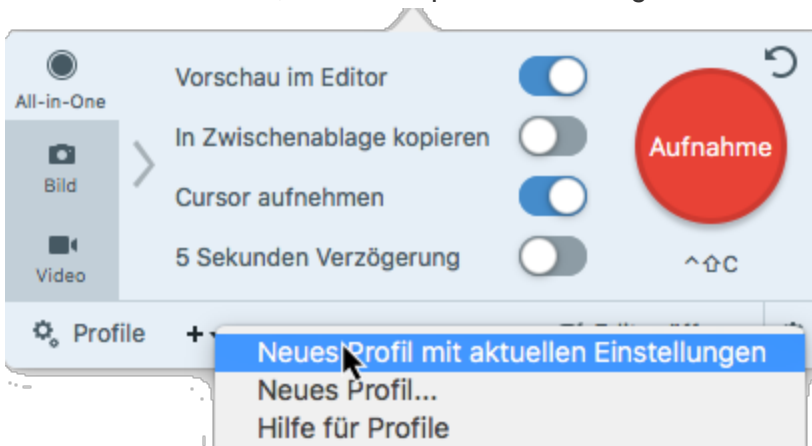 All-in-One
Bild
Video
Vorschau im Editor
In Zwischenablage kopieren
Cursor aufnehmen
5 Sekunden Verzögerung
Aufnahme
^⇧C
Profile +
Neues Profil mit aktuellen Einstellungen
Neues Profil...
Hilfe für Profile